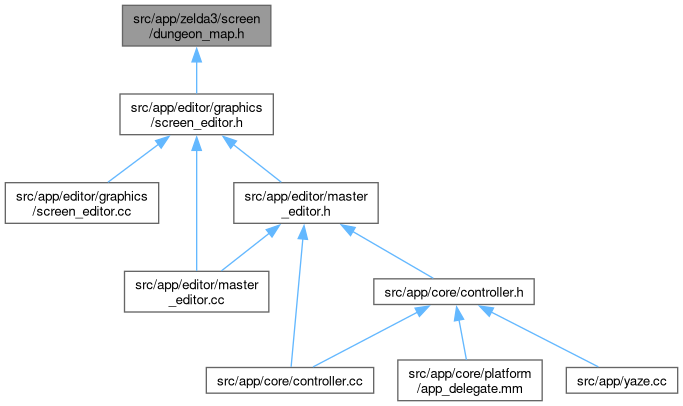 src/app/zelda3/screen
/dungeon_map.h
src/app/editor/graphics
/screen_editor.h
src/app/editor/graphics
/screen_editor.cc
src/app/editor/master
_editor.h
src/app/editor/master
_editor.cc
src/app/core/controller.h
src/app/core/controller.cc
src/app/core/platform
/app_delegate.mm
src/app/yaze.cc